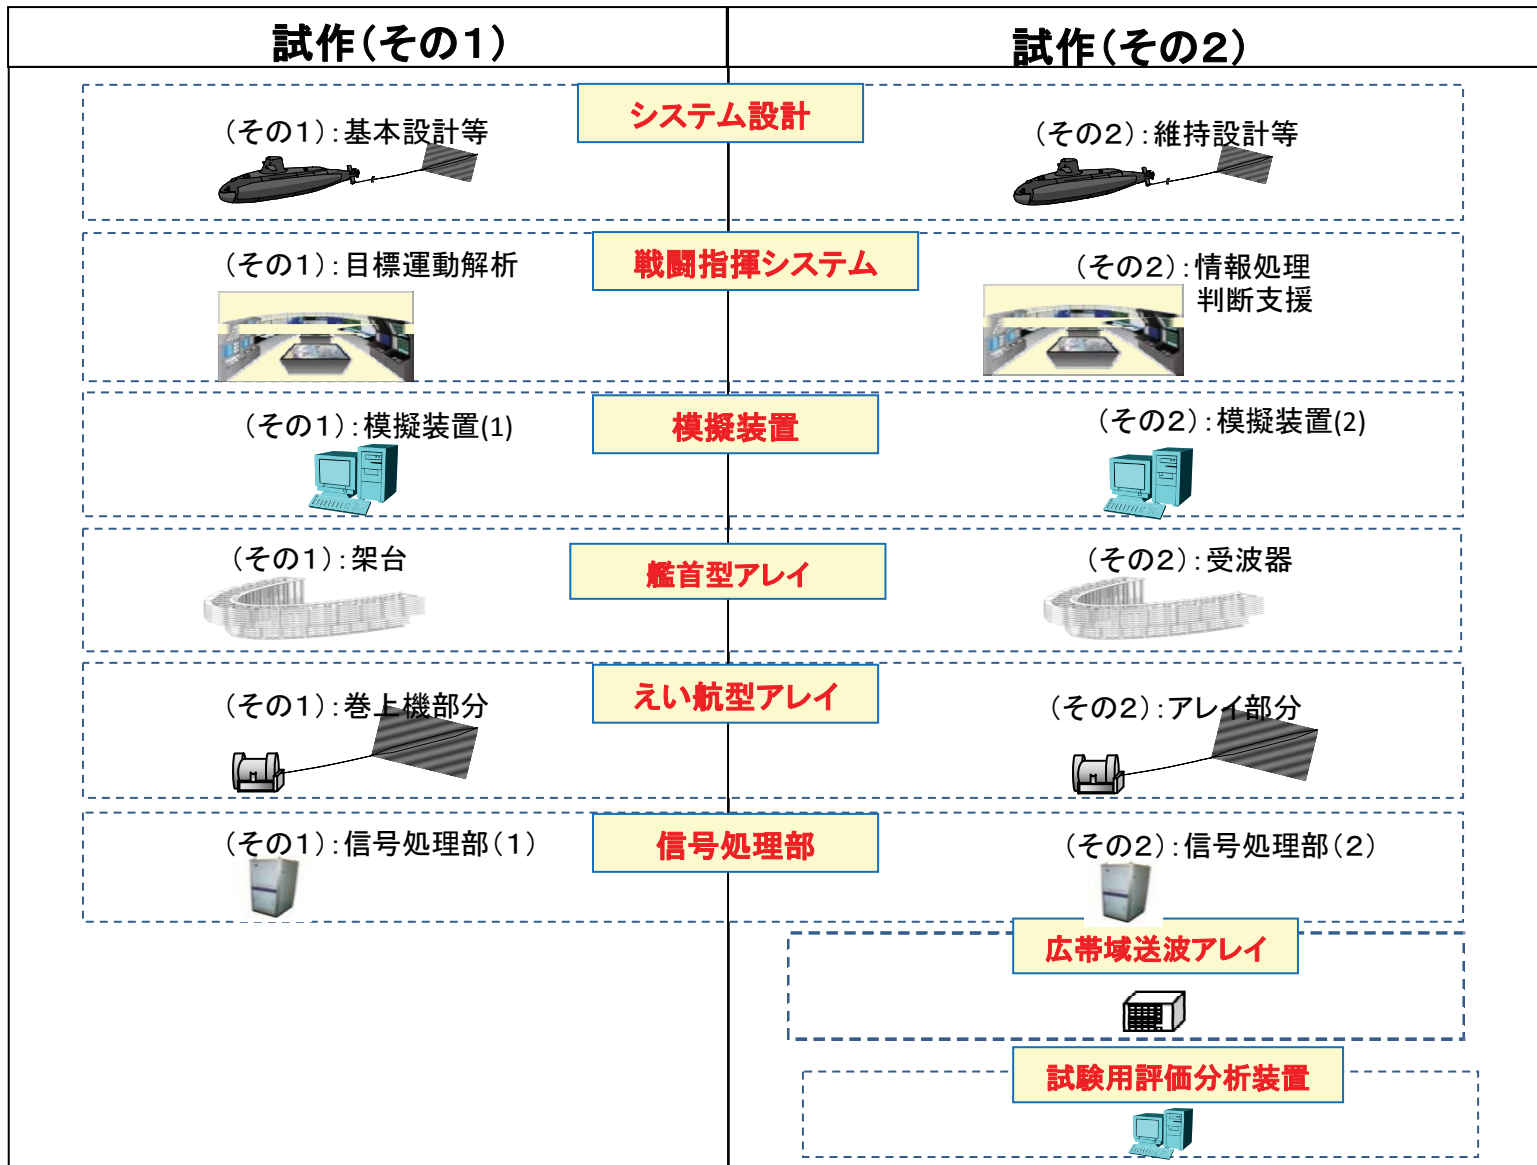 試作(その1)
試作(その2)
システム設計
(その1):基本設計等
(その2):維持設計等
戦闘指揮システム
(その1):目標運動解析
(その2):情報処理
判断支援
模擬装置
(その1):模擬装置(1)
(その2):模擬装置(2)
艦首型アレイ
(その1):架台
(その2):受波器
えい航型アレイ
(その1):巻上機部分
(その2):アレイ部分
信号処理部
(その1):信号処理部(1)
(その2):信号処理部(2)
広帯域送波アレイ
試験用評価分析装置